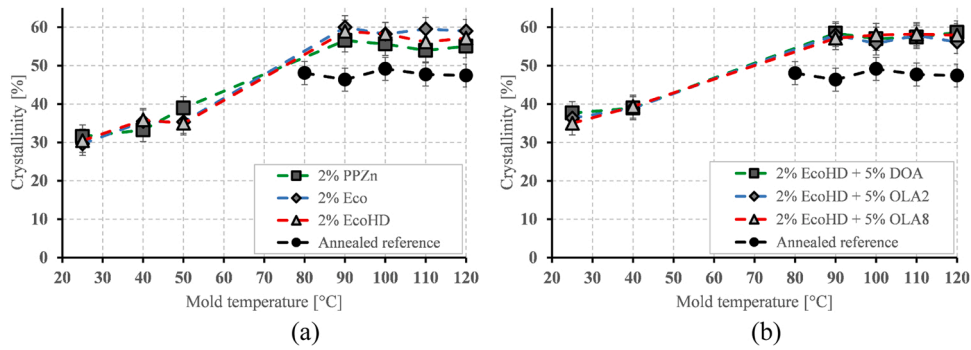 Crystallinity [%]
60
50
40
30
20
10
0
20 30 40 50 60 70 80 90 100 110 120
Mold temperature [°C]
2% PPZn
2% Eco
2% EcoHD
Annealed reference
(a)
Crystallinity [%]
60
50
40
30
20
10
0
20 30 40 50 60 70 80 90 100 110 120
Mold temperature [°C]
2% EcoHD + 5% DOA
2% EcoHD + 5% OLA2
2% EcoHD + 5% OLA8
Annealed reference
(b)